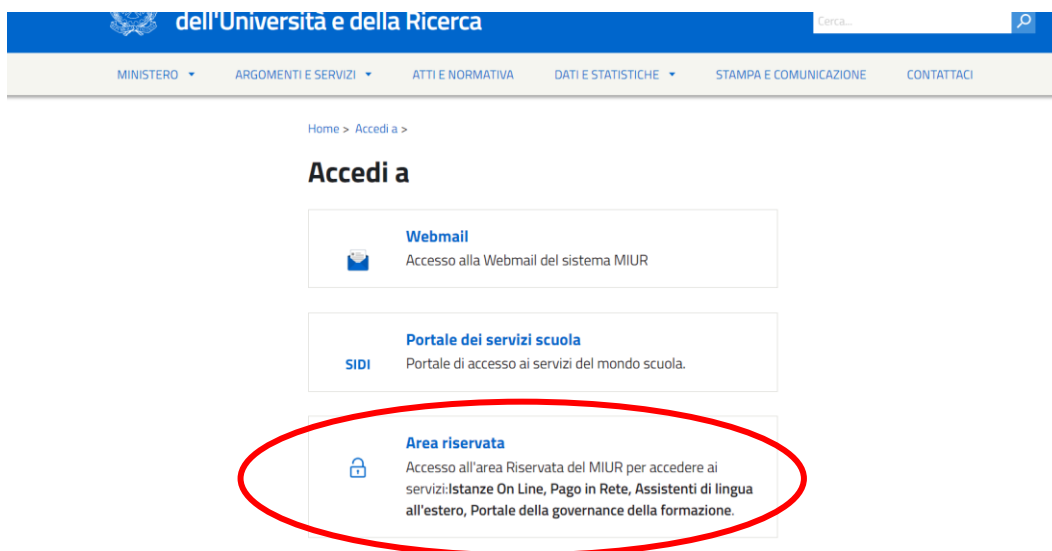 dell'Università e della Ricerca
Cerca...
MINISTERO
ARGOMENTI E SERVIZI
ATTI E NORMATIVA
DATI E STATISTICHE
STAMPA E COMUNICAZIONE
CONTATTACI
Home > Accedi a >
Accedi a
Webmail
Accesso alla Webmail del sistema MIUR
Portale dei servizi scuola
SIDI
Portale di accesso ai servizi del mondo scuola.
Area riservata
Accesso all'area Riservata del MIUR per accedere ai
servizi:Istanze On Line, Pago in Rete, Assistenti di lingua
all'estero, Portale della governance della formazione.